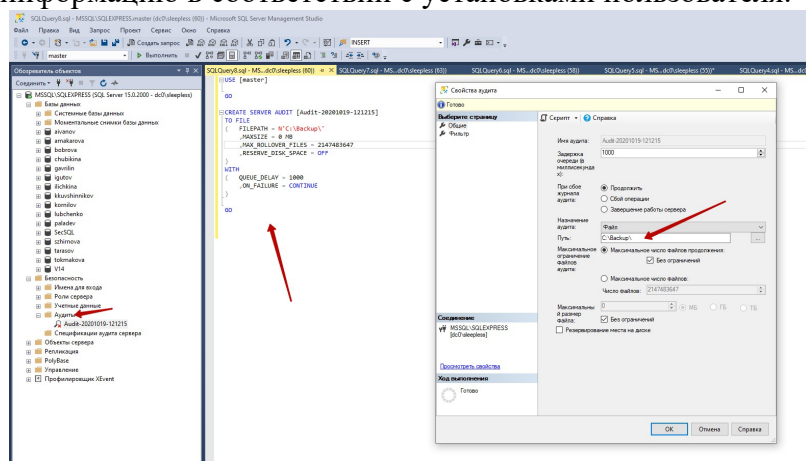 информацию в соответствии с установками пользователя.
SQLQuery8.sql - MSSQL\SQLEXPRESS.master (dc0\sleepless (60)) - Microsoft SQL Server Management Studio
Файл Правка Вид Запрос Проект Сервис Окно Справка
Создать запрос
INSERT
master
Выполнить
Обозреватель объектов
Соединить
MSSQL\SQLEXPRESS (SQL Server 15.0.2000 - dc0\sleepless)
Базы данных
Системные базы данных
Моментальные снимки базы данных
aivanov
amakarova
bobrova
chubikina
gavrilin
igutov
ilichkina
kkuvshinnikov
kornilov
lubchenko
paladev
SecSQL
szhirnova
tarasov
tokmakova
V14
Безопасность
Имена для входа
Роли сервера
Учетные данные
Аудиты
Audit-20201019-121215
Спецификации аудита сервера
Объекты сервера
Репликация
PolyBase
Управление
Профилировщик XEvent
SQLQuery8.sql - MS...dc0\sleepless (60))
SQLQuery7.sql - MS...dc0\sleepless (63))
SQLQuery6.sql - MS...dc0\sleepless (58))
SQLQuery5.sql - MS...dc0\sleepless (55))*
SQLQuery4.sql - MS...dc0
USE [master]
GO
CREATE SERVER AUDIT [Audit-20201019-121215]
TO FILE
( FILEPATH = N'C:\Backup\'
,MAXSIZE = 0 MB
,MAX_ROLLOVER_FILES = 2147483647
,RESERVE_DISK_SPACE = OFF
)
WITH
( QUEUE_DELAY = 1000
,ON_FAILURE = CONTINUE
)
GO
Свойства аудита
Готово
Выберите страницу
Общие
Фильтр
Скрипт
Справка
Имя аудита:
Audit-20201019-121215
Задержка очереди (в миллисекундах):
1000
При сбое журнала аудита:
Продолжить
Сбой операции
Завершение работы сервера
Назначение аудита:
Файл
Путь:
C:\Backup\
...
Максимальное ограничение файлов аудита:
Максимальное число файлов продолжения:
Без ограничений
Максимальное число файлов:
Число файлов:
2147483647
Максимальный размер файла:
0
МБ
ГБ
ТБ
Без ограничений
Резервирование места на диске
Соединение
MSSQL\SQLEXPRESS
[dc0\sleepless]
Просмотреть свойства
Ход выполнения
Готово
OK
Отмена
Справка